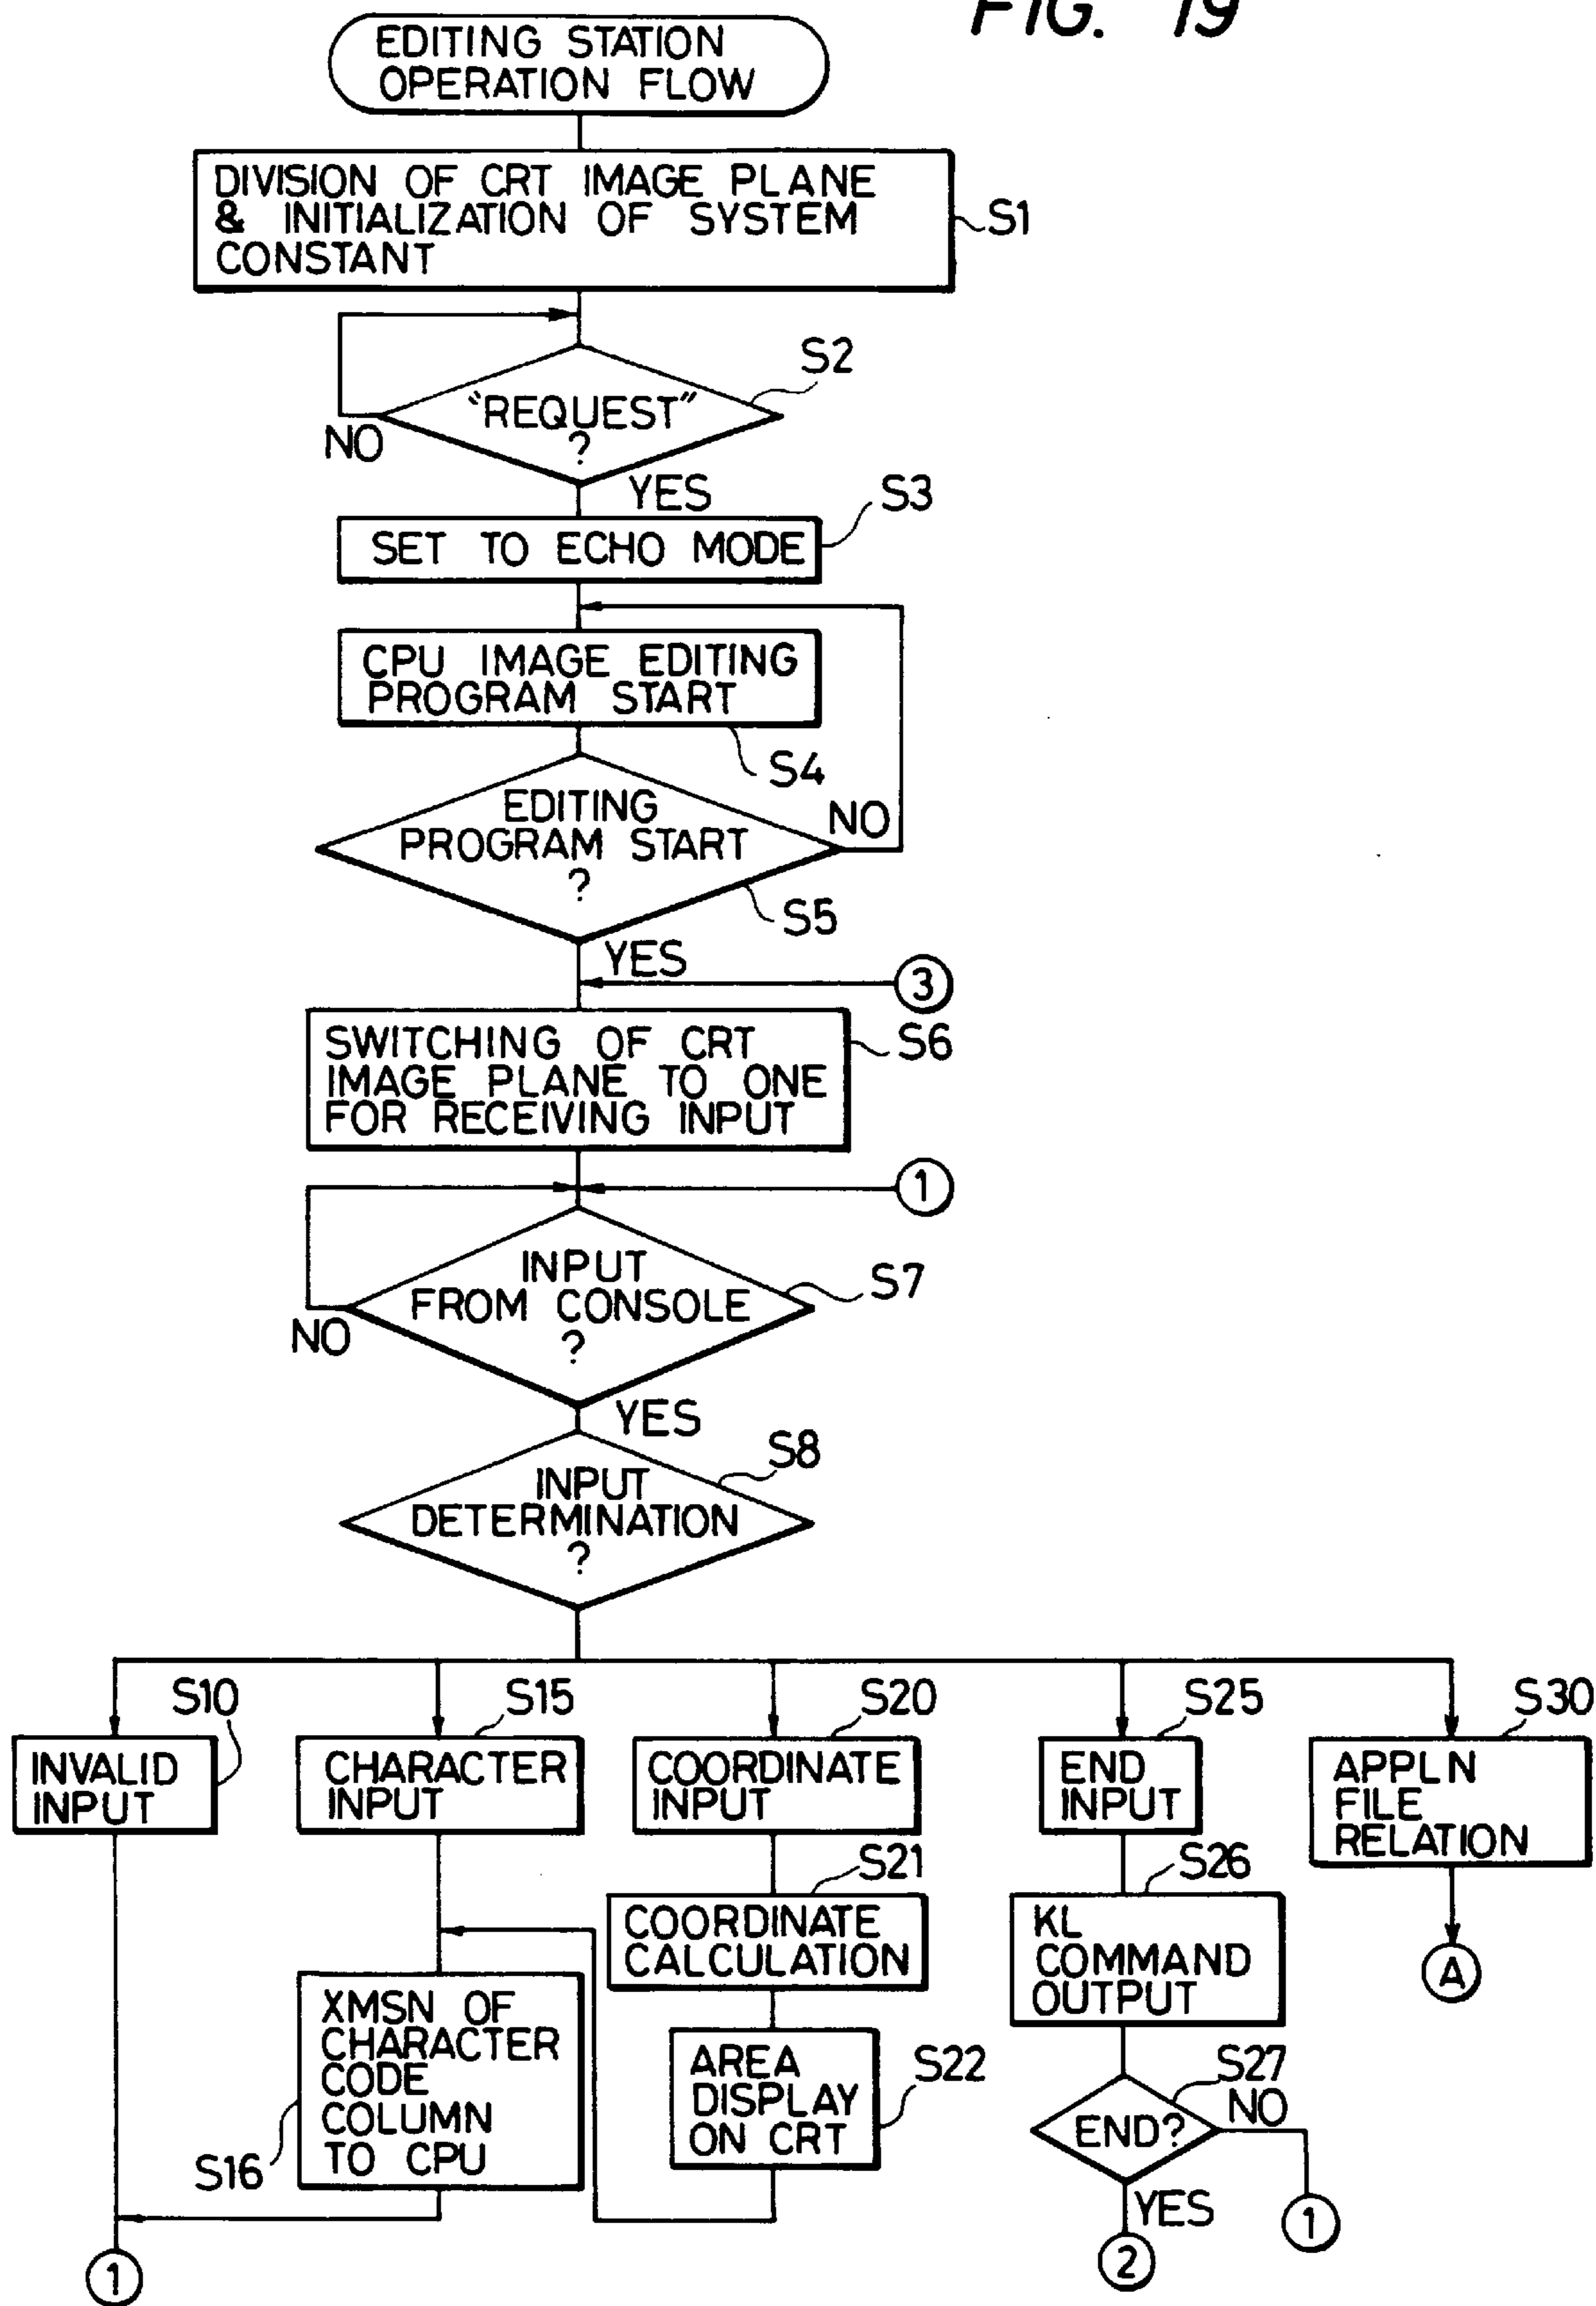 FIG. 19
EDITING STATION
OPERATION FLOW
DIVISION OF CRT IMAGE PLANE
& INITIALIZATION OF SYSTEM
CONSTANT
S1
S2
"REQUEST"
?
NO
YES
S3
SET TO ECHO MODE
CPU IMAGE EDITING
PROGRAM START
S4
EDITING
PROGRAM START
?
NO
S5
YES
3
SWITCHING OF CRT
IMAGE PLANE TO ONE
FOR RECEIVING INPUT
S6
1
INPUT
FROM CONSOLE
?
S7
NO
YES
S8
INPUT
DETERMINATION
?
S10
INVALID
INPUT
S15
CHARACTER
INPUT
S20
COORDINATE
INPUT
S25
END
INPUT
S30
APPLN
FILE
RELATION
S21
COORDINATE
CALCULATION
S26
KL
COMMAND
OUTPUT
A
XMSN OF
CHARACTER
CODE
COLUMN
TO CPU
S16
AREA
DISPLAY
ON CRT
S22
S27
END?
NO
YES
1
2
1